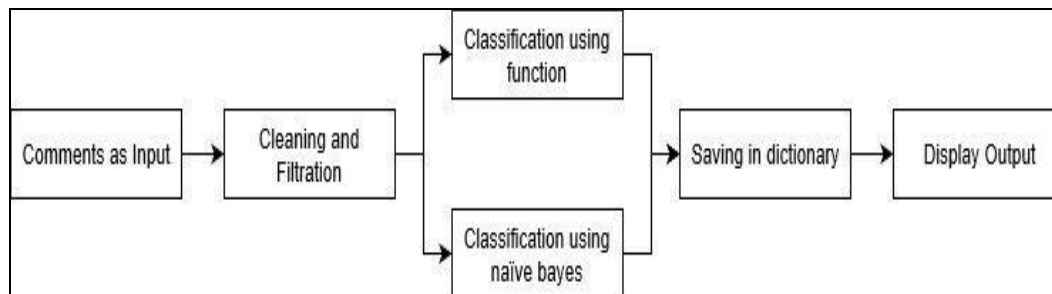 Comments as Input
Cleaning and
Filtration
Classification using
function
Classification using
naïve bayes
Saving in dictionary
Display Output